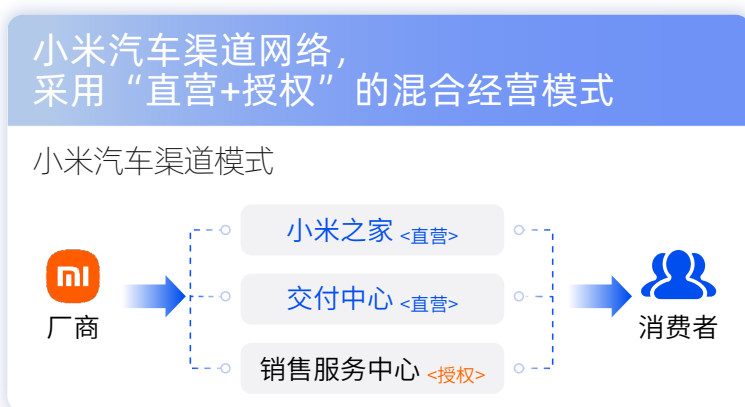 小米汽车渠道网络，
采用“直营+授权”的混合经营模式
小米汽车渠道模式
小米之家 <直营>
mi
厂商
交付中心 <直营>
消费者
销售服务中心 <授权>